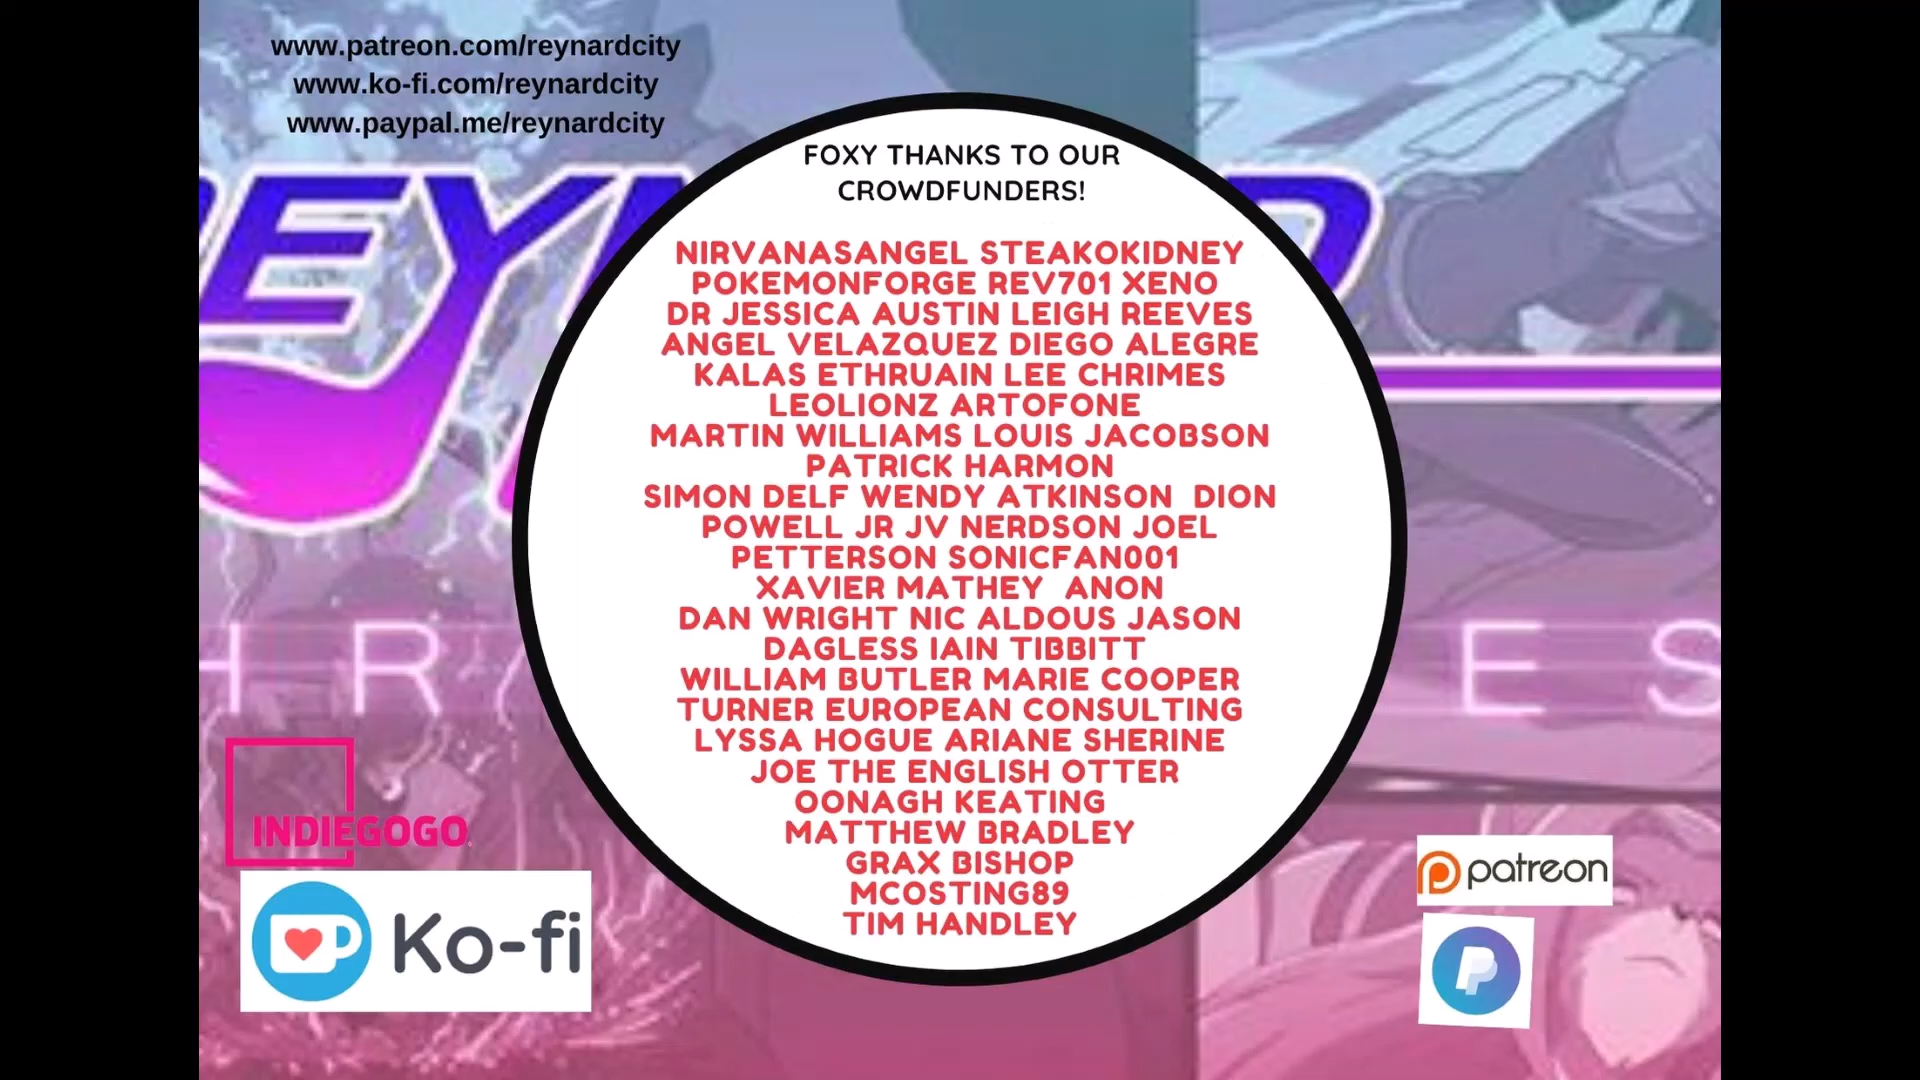 www.patreon.com/reynardcity
www.ko-fi.com/reynardcity
www.paypal.me/reynardcity
FOXY THANKS TO OUR
CROWDFUNDERS!
NIRVANASANGEL STEAKOKIDNEY
POKEMONFORGE REV701 XENO
DR JESSICA AUSTIN LEIGH REEVES
ANGEL VELAZQUEZ DIEGO ALEGRE
KALAS ETHRUAIN LEE CHRIMES
LEOLIONZ ARTOFONE
MARTIN WILLIAMS LOUIS JACOBSON
PATRICK HARMON
SIMON DELF WENDY ATKINSON DION
POWELL JR JV NERDSON JOEL
PETTERSON SONICFAN001
XAVIER MATHEY ANON
DAN WRIGHT NIC ALDOUS JASON
DAGLESS IAIN TIBBITT
WILLIAM BUTLER MARIE COOPER
TURNER EUROPEAN CONSULTING
LYSSA HOGUE ARIANE SHERINE
JOE THE ENGLISH OTTER
OONAGH KEATING
MATTHEW BRADLEY
GRAX BISHOP
MCOSTING89
TIM HANDLEY
INDIEGOGO
Ko-fi
patreon